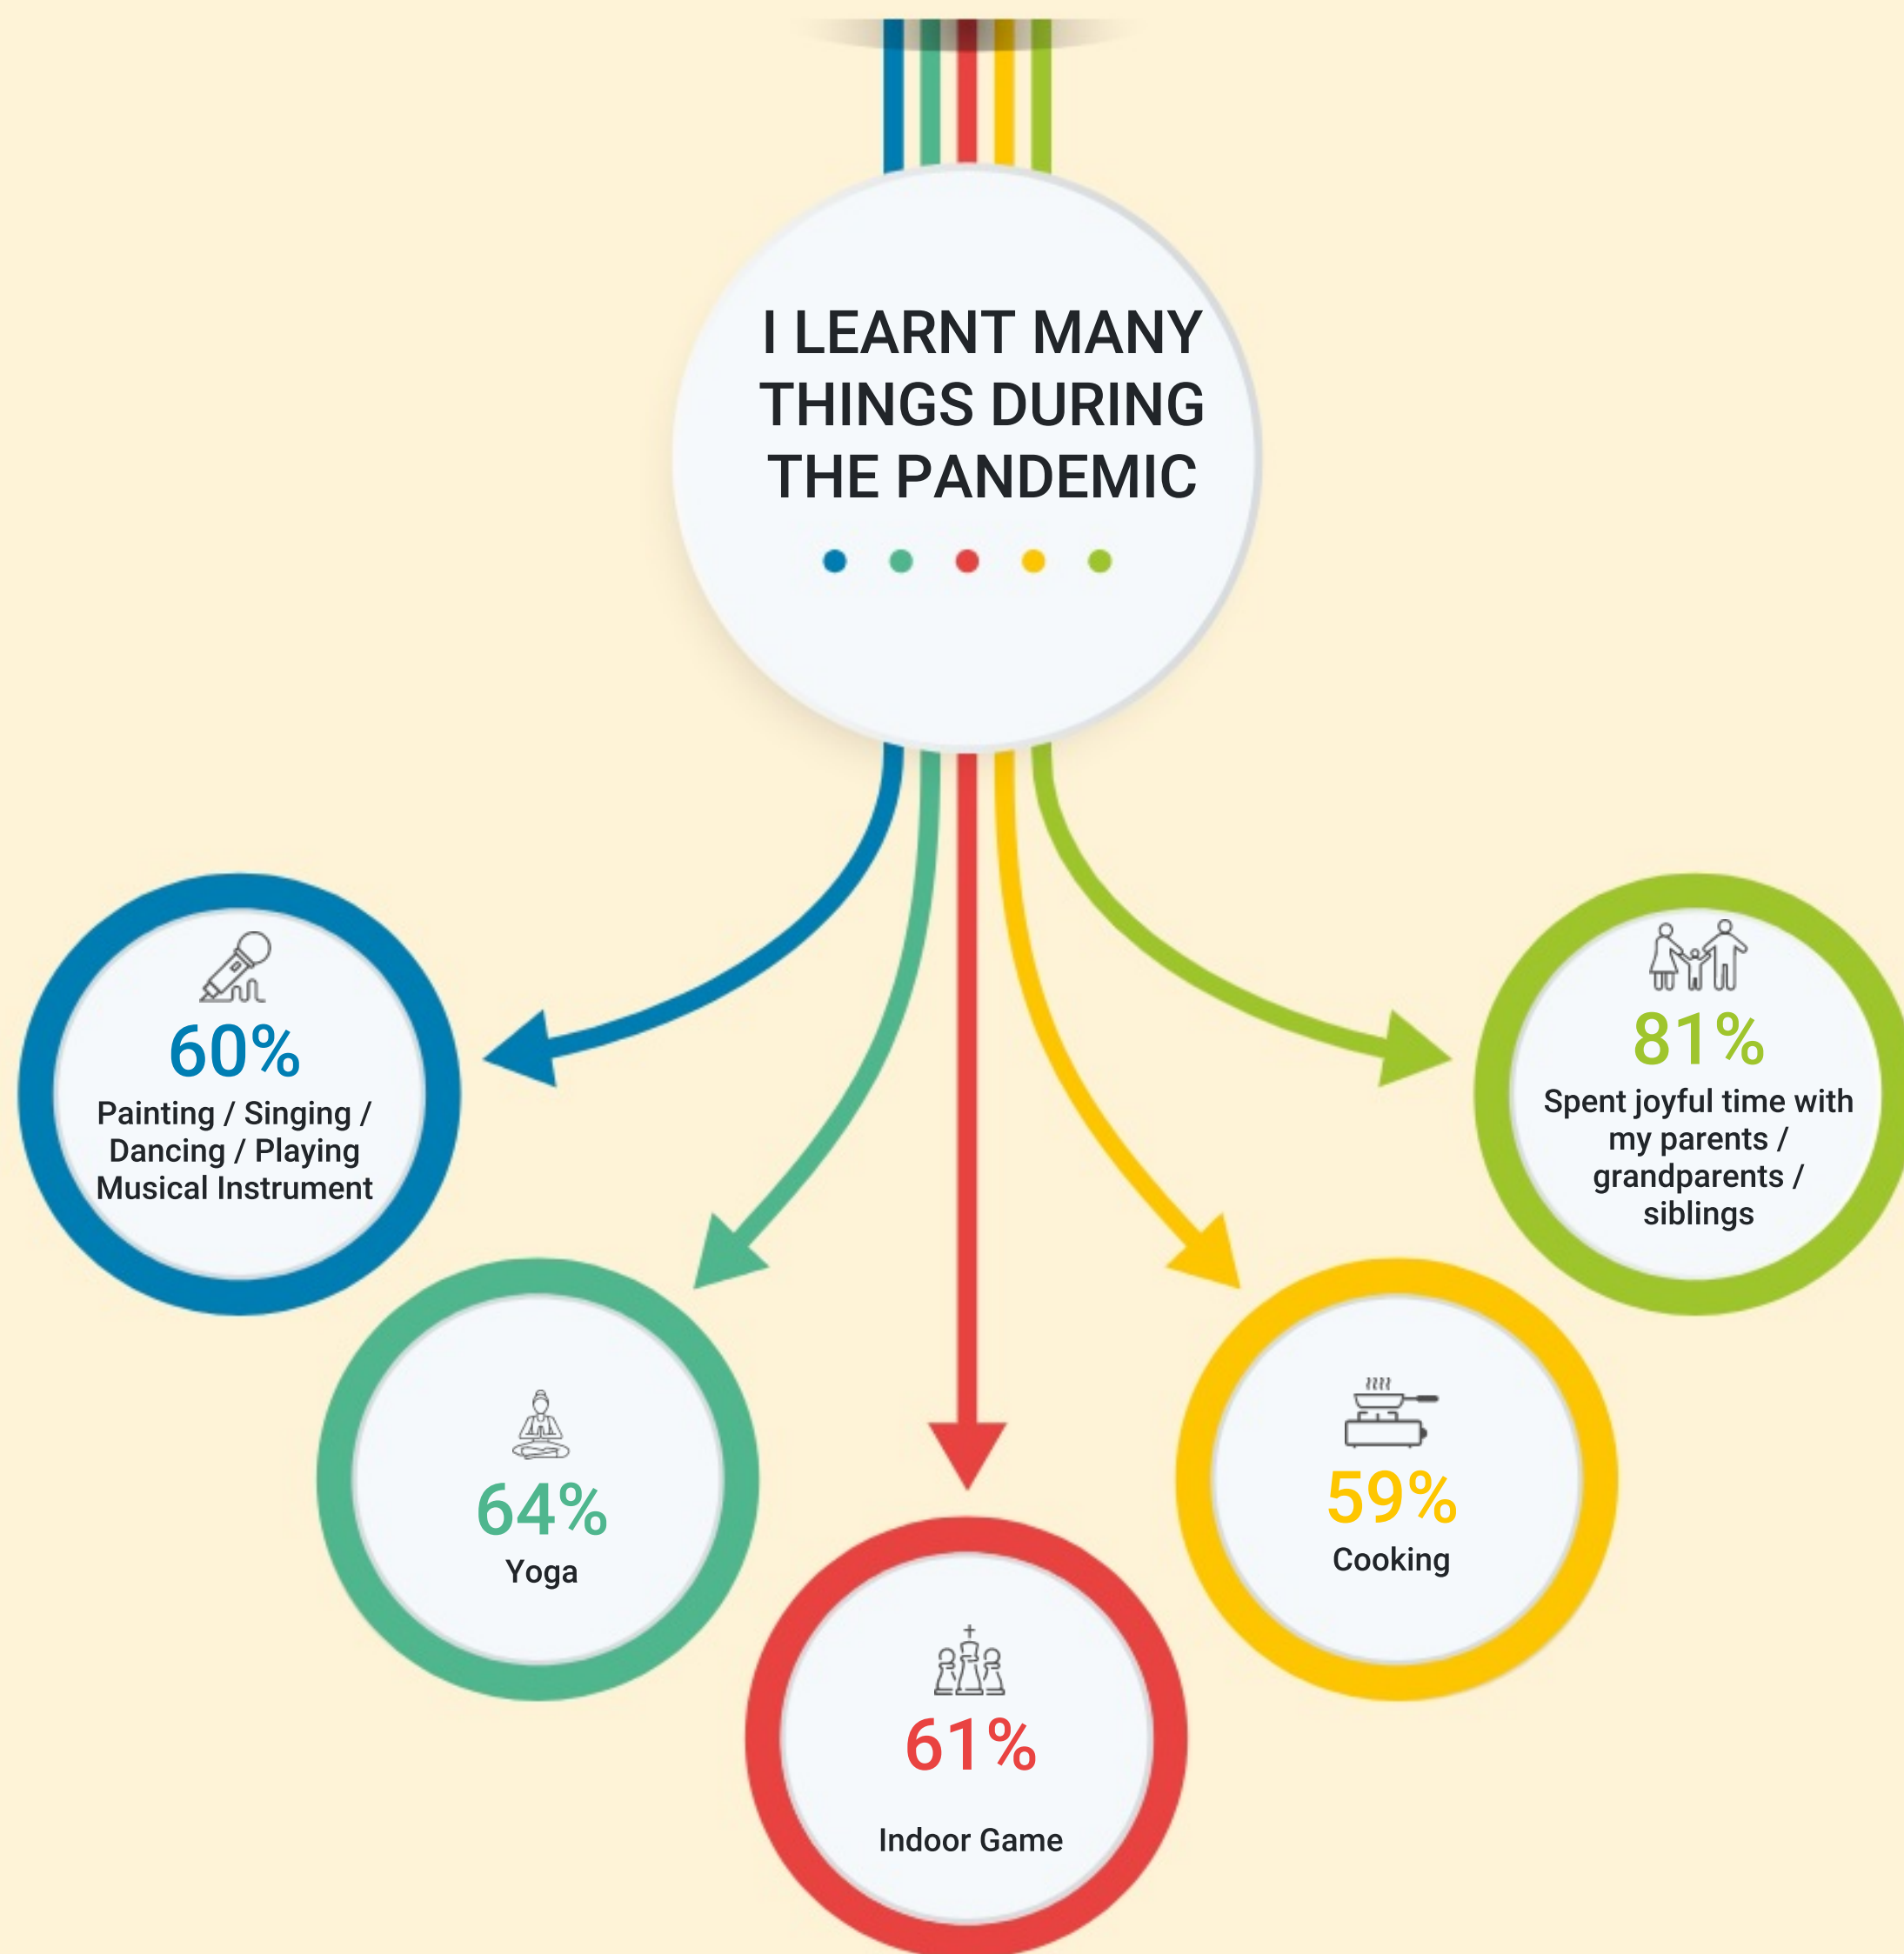 I LEARNT MANY
THINGS DURING
THE PANDEMIC
60%
Painting / Singing /
Dancing / Playing
Musical Instrument
81%
Spent joyful time with
my parents /
grandparents /
siblings
64%
Yoga
59%
Cooking
61%
Indoor Game